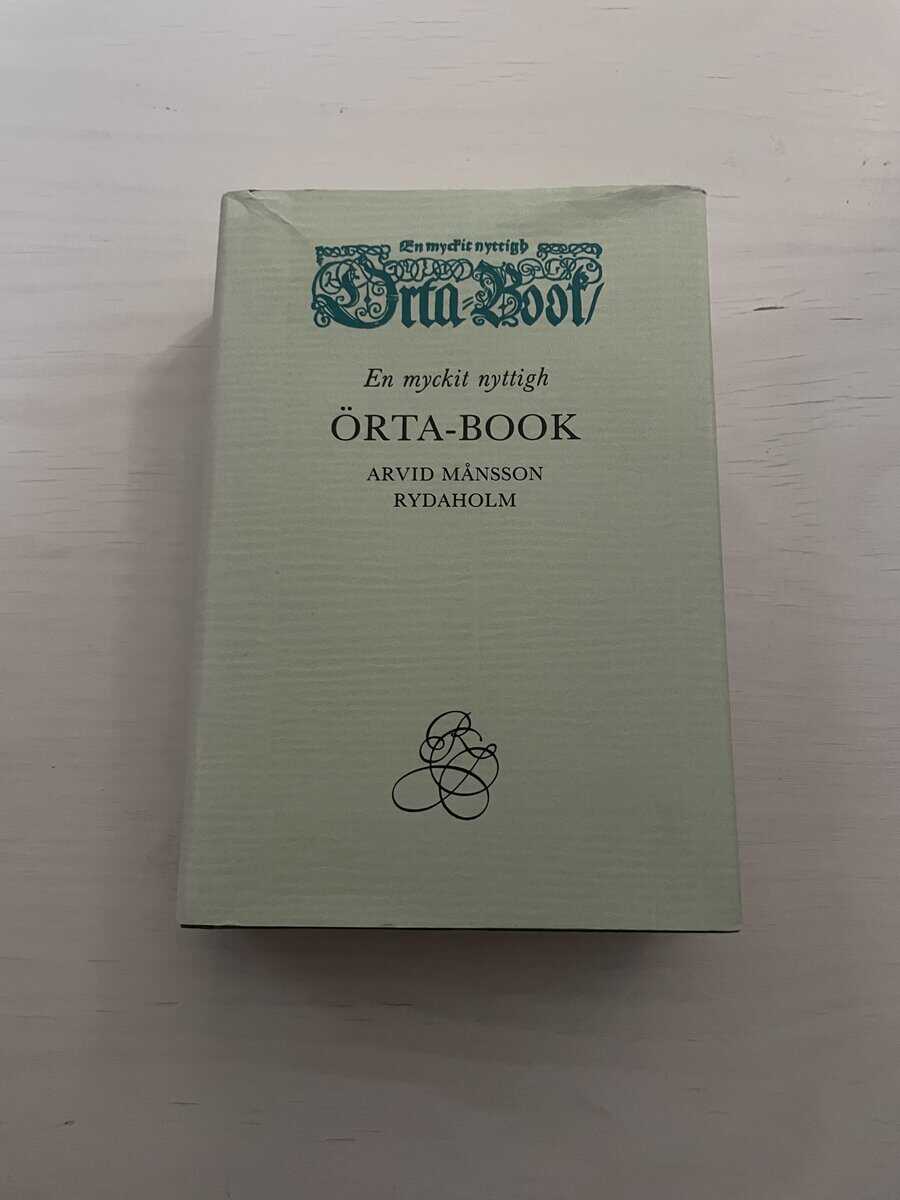 En myckit nyttigh
Örta-Book/
En myckit nyttigh
ÖRTA-BOOK
ARVID MÅNSSON
RYDAHOLM